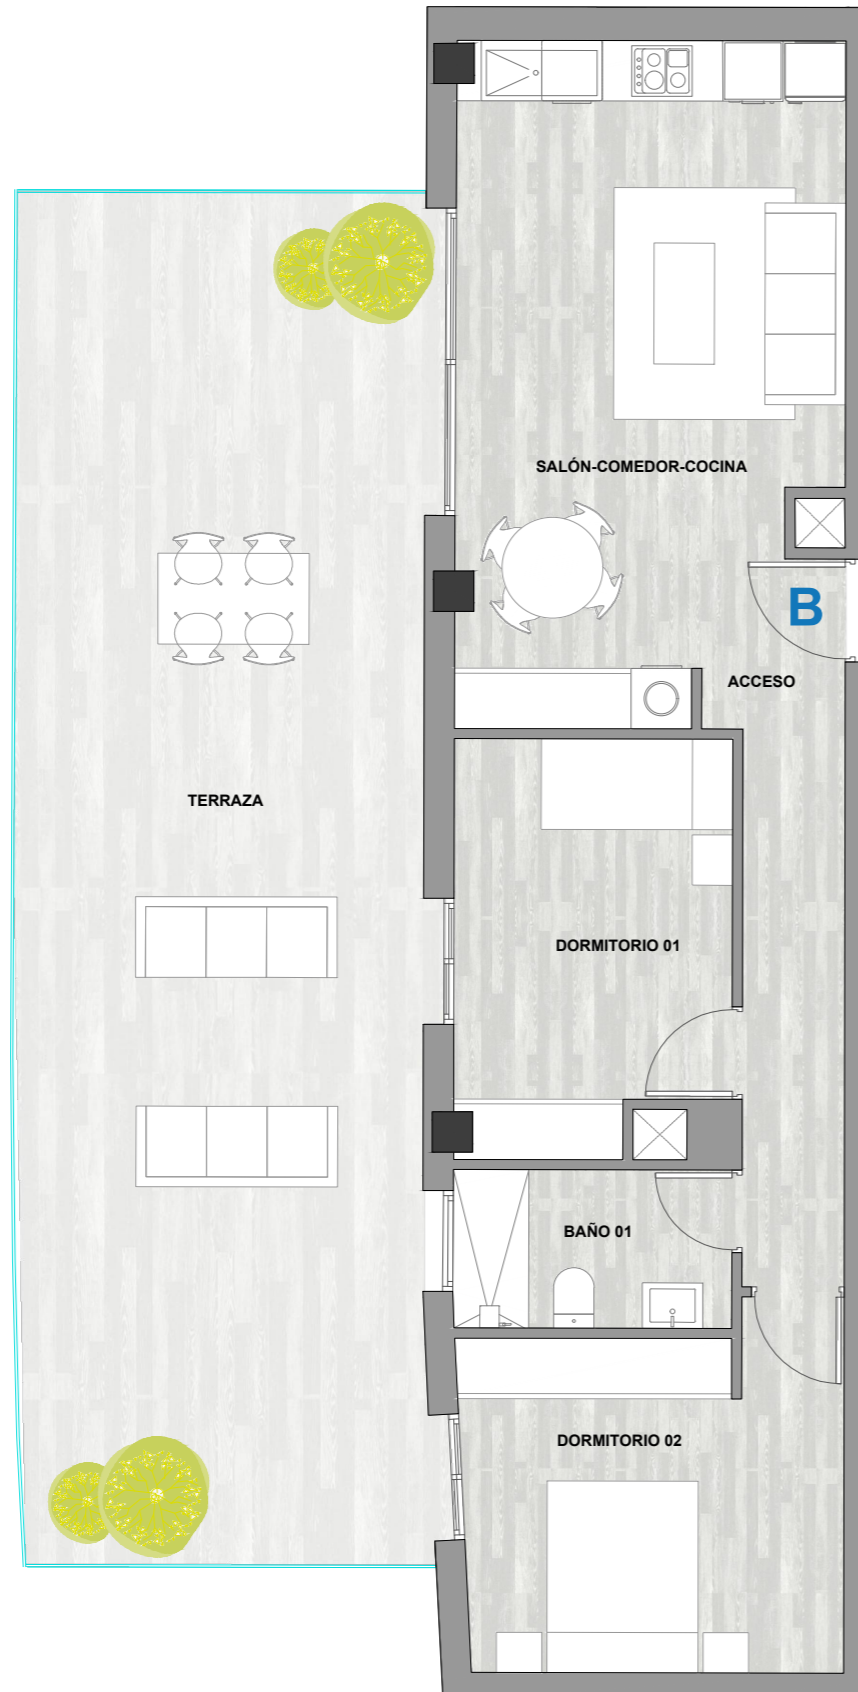 SALÓN-COMEDOR-COCINA
B
ACCESO
TERRAZA
DORMITORIO 01
BAÑO 01
DORMITORIO 02